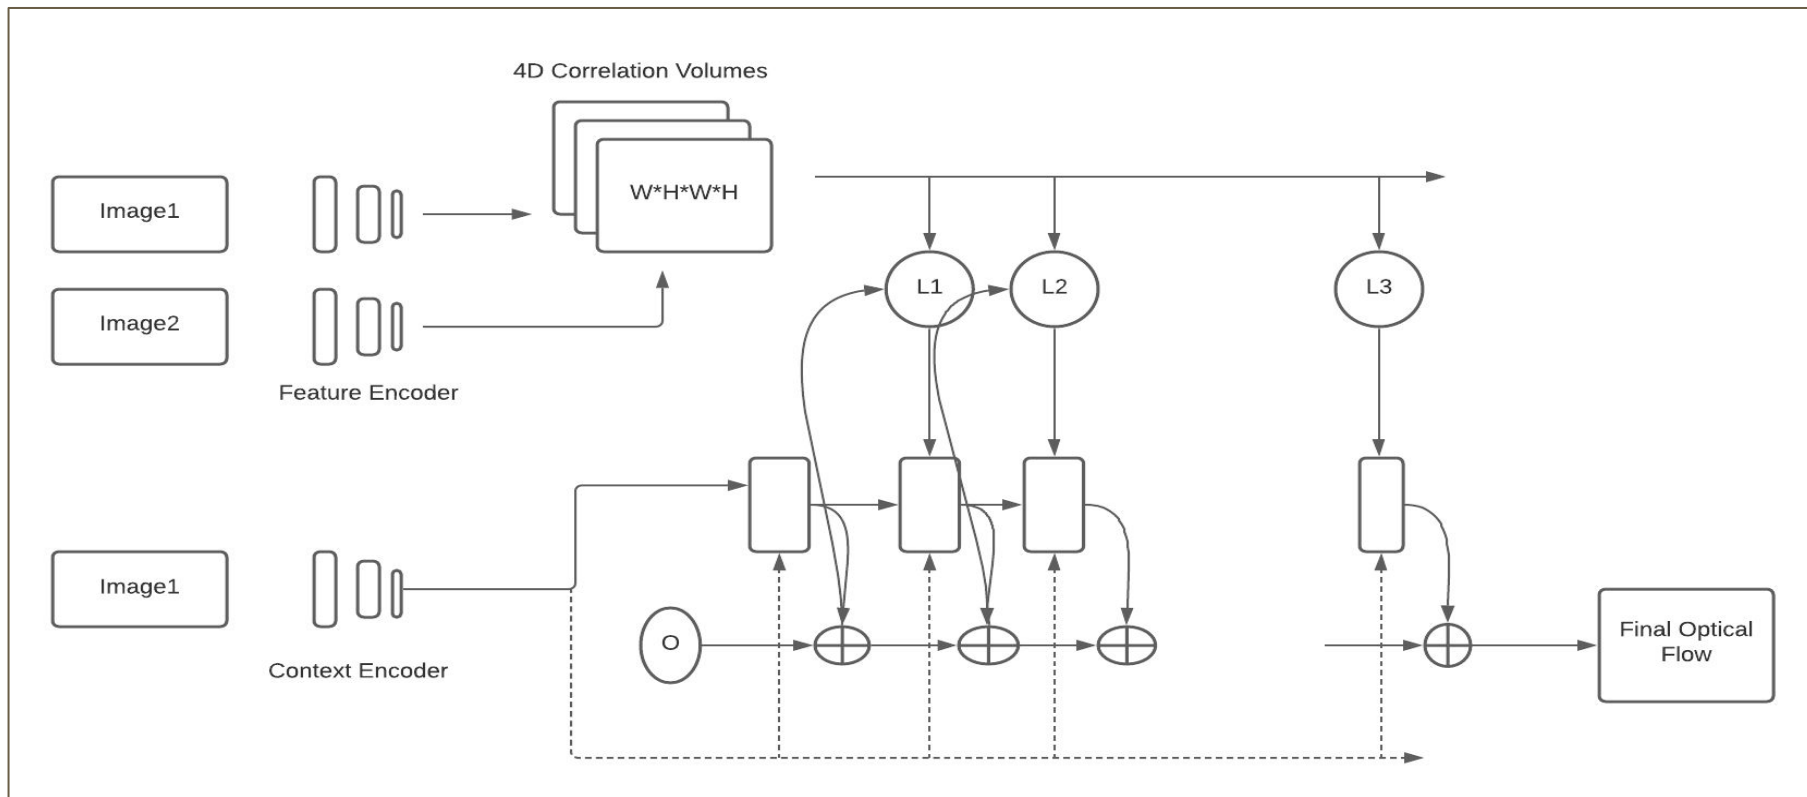 4D Correlation Volumes
W*H*W*H
Image1
Image2
Feature Encoder
L1
L2
L3
Image1
Context Encoder
O
Final Optical
Flow